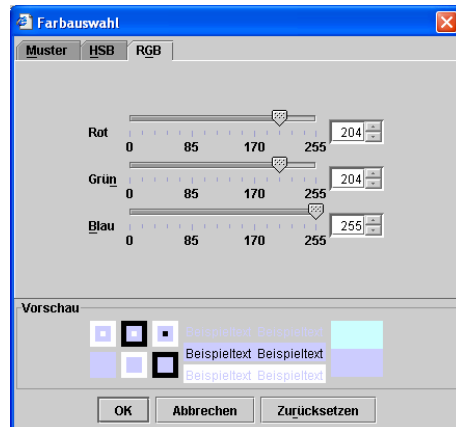 Farbauswahl
Muster HSB RGB
Rot 204
0 85 170 255
Grün 204
0 85 170 255
Blau 255
0 85 170 255
Vorschau
Beispieltext Beispieltext
Beispieltext Beispieltext
Beispieltext Beispieltext
OK Abbrechen Zurücksetzen